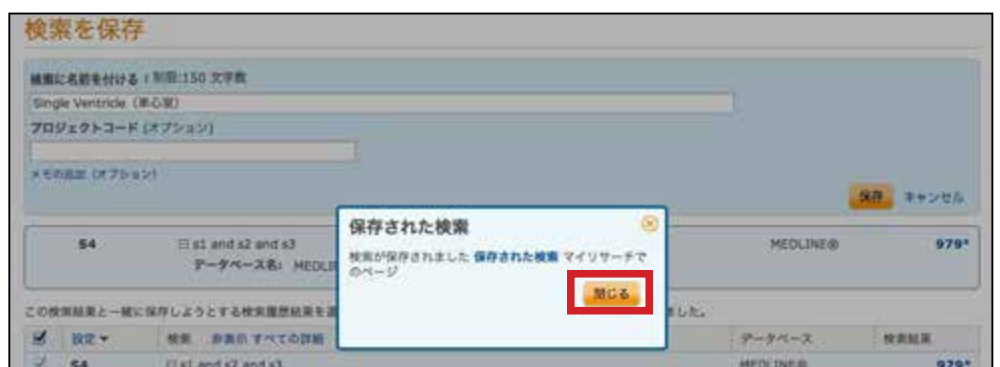 検索を保存
検索に名前を付ける : 制限:150 文字数
Single Ventricle（単心室）
プロジェクトコード (オプション)
メモの追加 (オプション)
保存 キャンセル
保存された検索
検索が保存されました 保存された検索 マイリサーチで
のページ
閉じる
S4 s1 and s2 and s3 MEDLINE® 979*
データベース名: MEDLI
この検索結果と一緒に保存しようとする検索履歴結果を選 ました。
設定 検索 非表示 すべての詳細 データベース 検索結果
S4 s1 and s2 and s3 MEDLINE® 979*